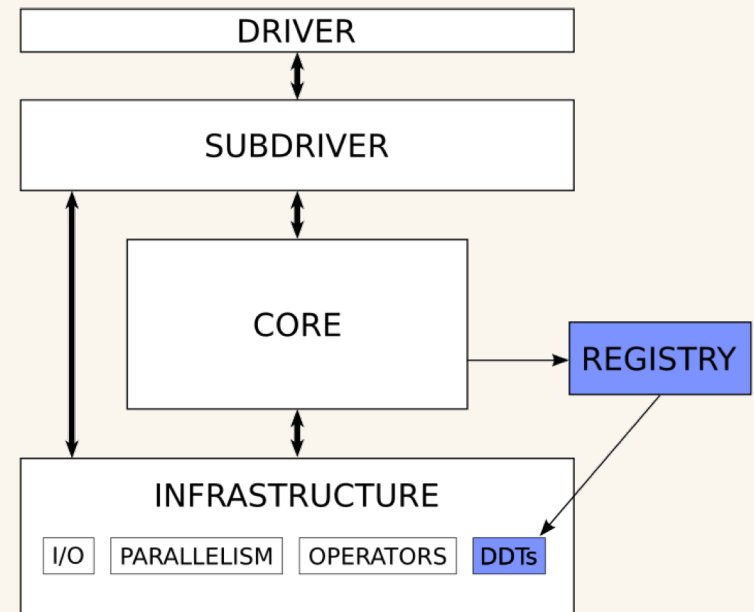 DRIVER
SUBDRIVER
CORE
REGISTRY
INFRASTRUCTURE
I/O
PARALLELISM
OPERATORS
DDTs